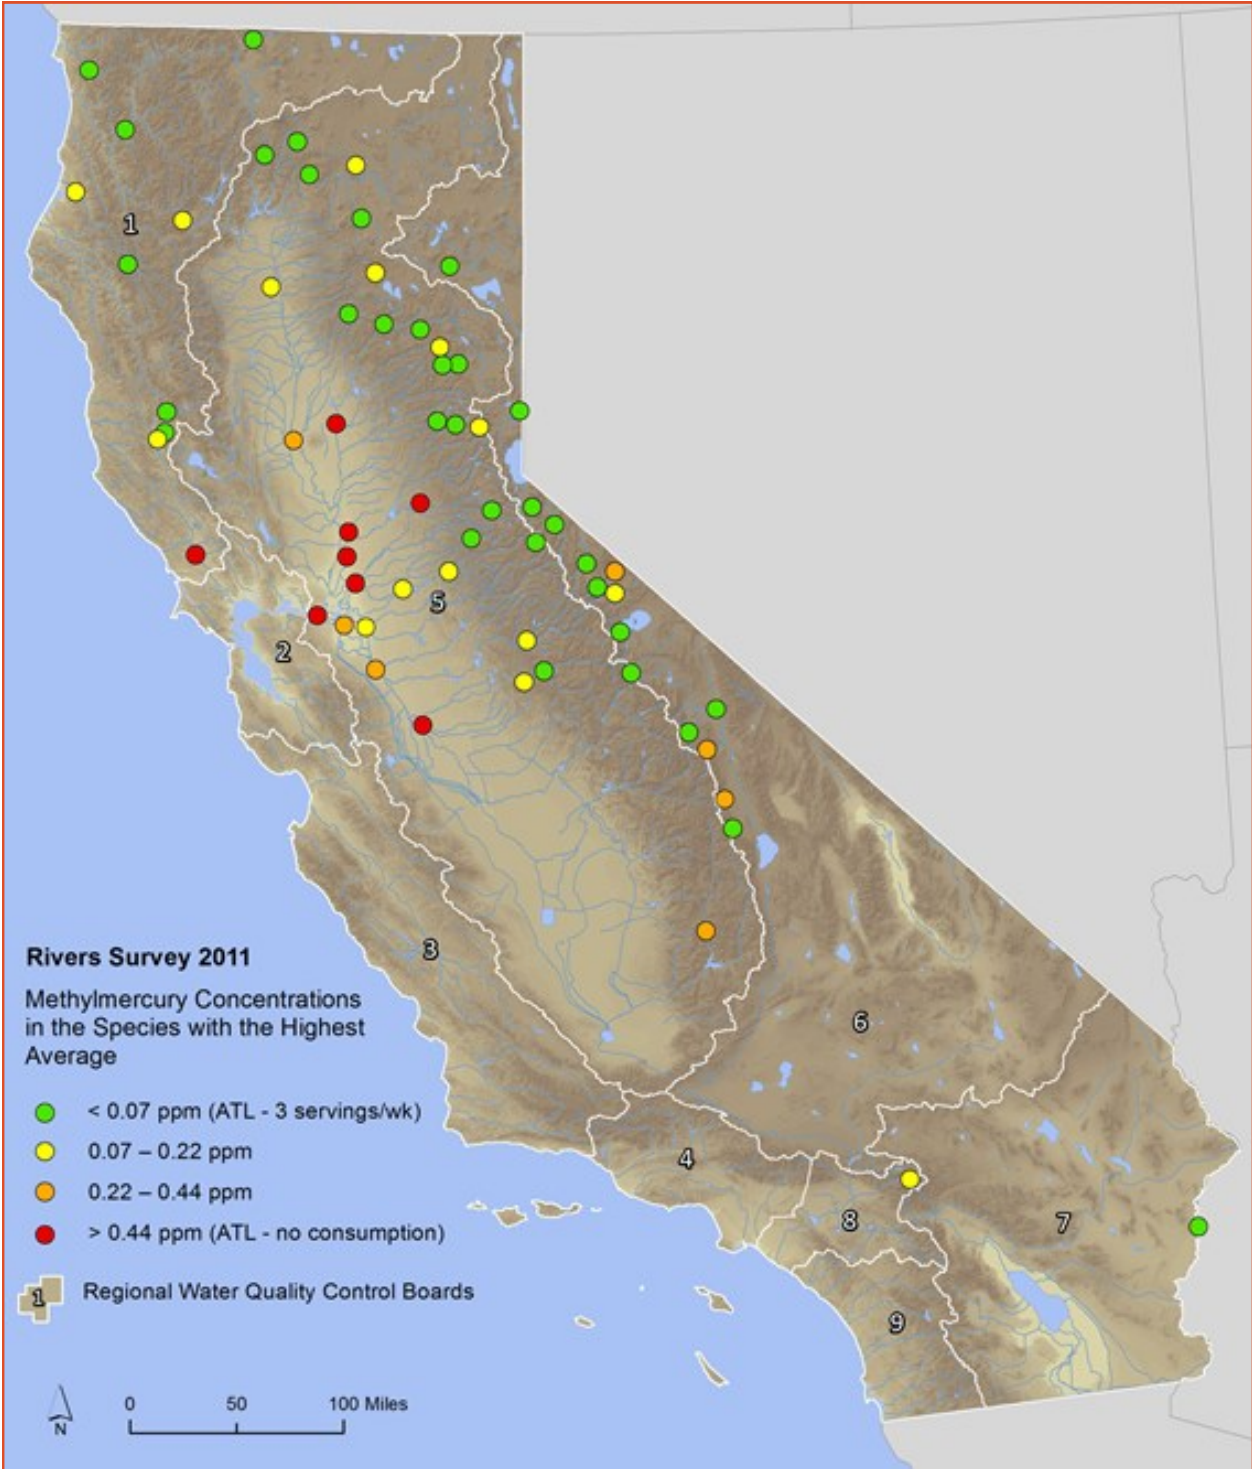 1
5
2
3
6
4
8
7
9
Rivers Survey 2011
Methylmercury Concentrations
in the Species with the Highest
Average
< 0.07 ppm (ATL - 3 servings/wk)
0.07 – 0.22 ppm
0.22 – 0.44 ppm
> 0.44 ppm (ATL - no consumption)
1 Regional Water Quality Control Boards
N
0 50 100 Miles